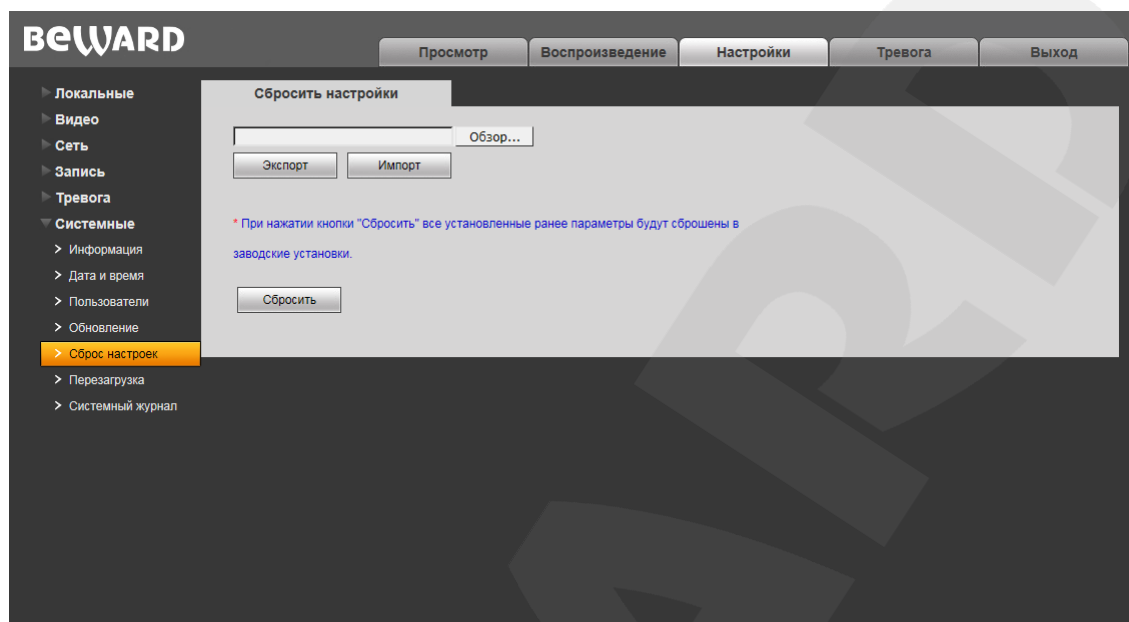 BEWARD
Просмотр Воспроизведение Настройки Тревога Выход
Локальные
Видео
Сеть
Запись
Тревога
Системные
Информация
Дата и время
Пользователи
Обновление
Сброс настроек
Перезагрузка
Системный журнал
Сбросить настройки
Обзор...
Экспорт Импорт
* При нажатии кнопки "Сбросить" все установленные ранее параметры будут сброшены в
заводские установки.
Сбросить